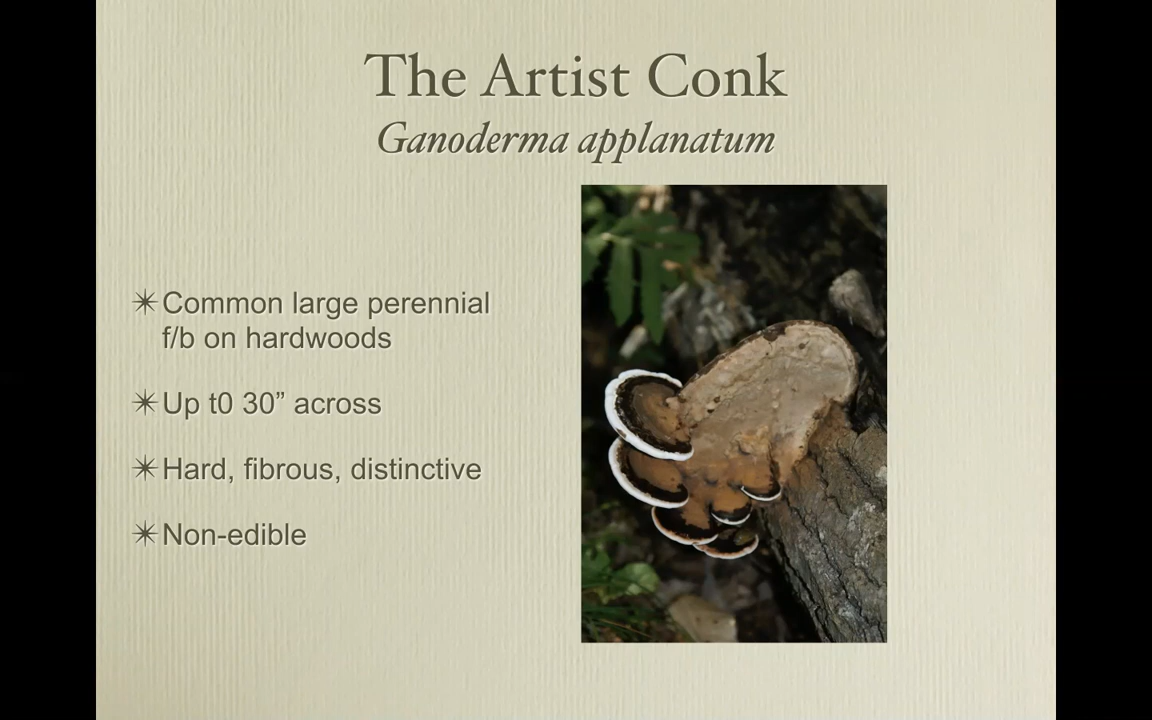 The Artist Conk
Ganoderma applanatum
Common large perennial
f/b on hardwoods
Up t0 30” across
Hard, fibrous, distinctive
Non-edible